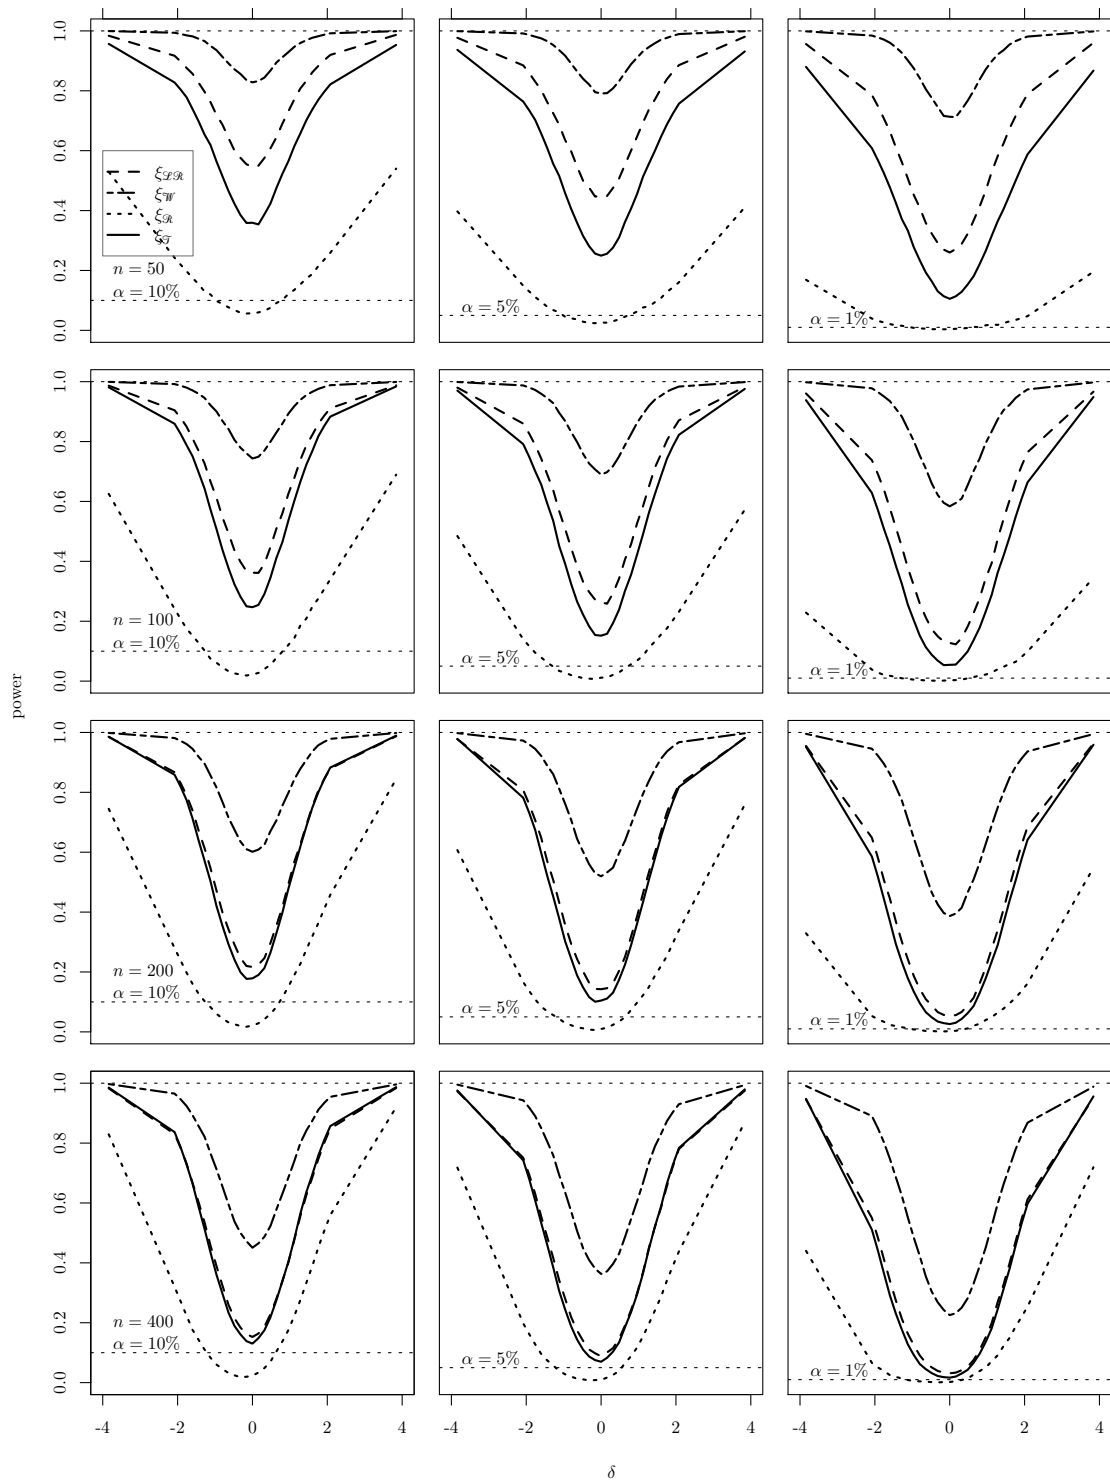 1.0
0.8
0.6
0.4
0.2
0.0
ξ_ℒℛ
ξ_𝒲
ξ_ℛ
ξ_𝒯
n = 50
α = 10%
α = 5%
α = 1%
1.0
0.8
0.6
0.4
0.2
0.0
n = 100
α = 10%
α = 5%
α = 1%
power
1.0
0.8
0.6
0.4
0.2
0.0
n = 200
α = 10%
α = 5%
α = 1%
1.0
0.8
0.6
0.4
0.2
0.0
n = 400
α = 10%
α = 5%
α = 1%
-4 -2 0 2 4 -4 -2 0 2 4 -4 -2 0 2 4
δ